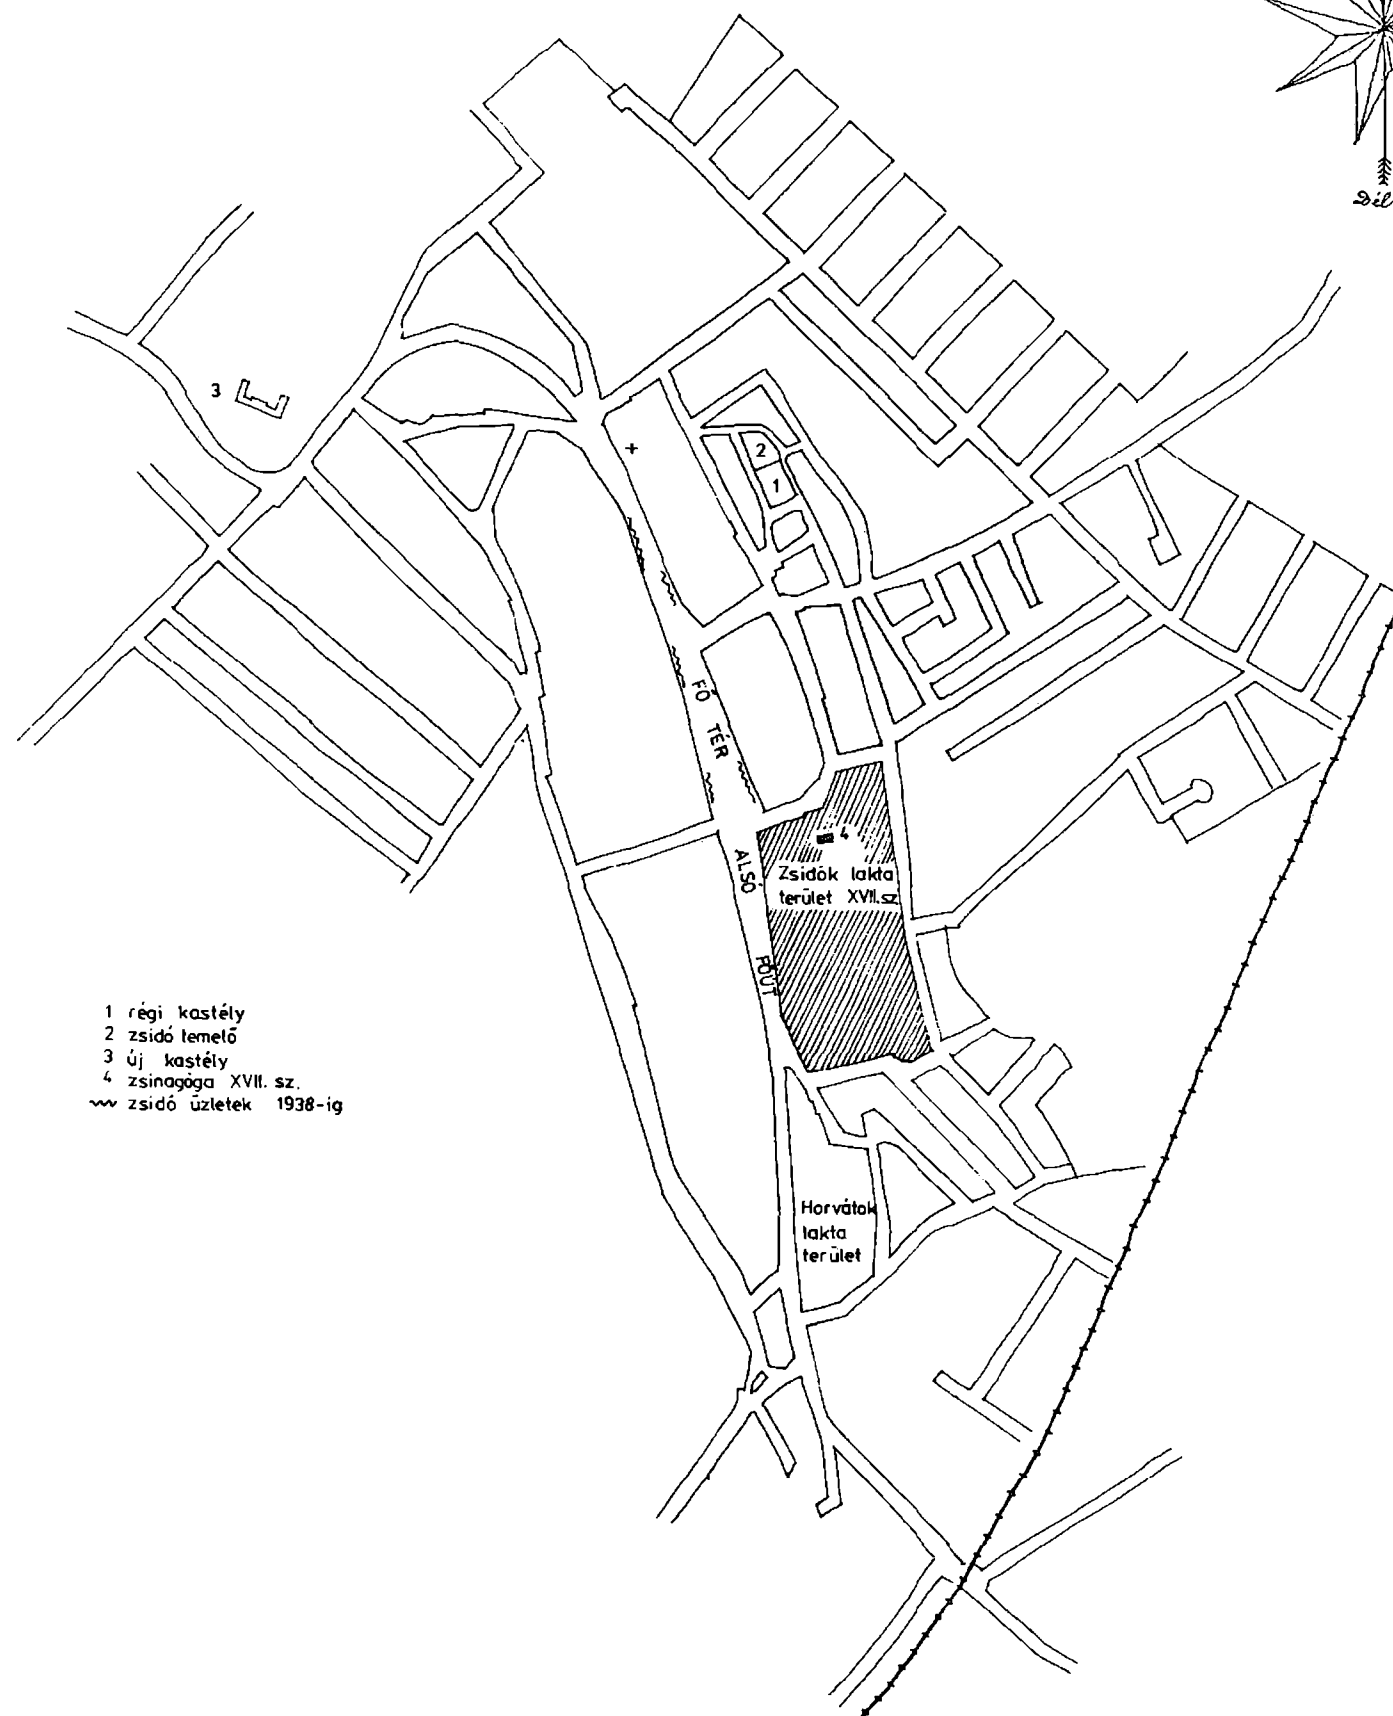 Dél
3
2
1
FŐ TÉR
4
ALSÓ FŐÚT
Zsidók lakta
terület XVII.sz
1 régi kastély
2 zsidó temető
3 új kastély
4 zsinagóga XVII. sz.
zsidó üzletek 1938-ig
Horvátok
lakta
terület